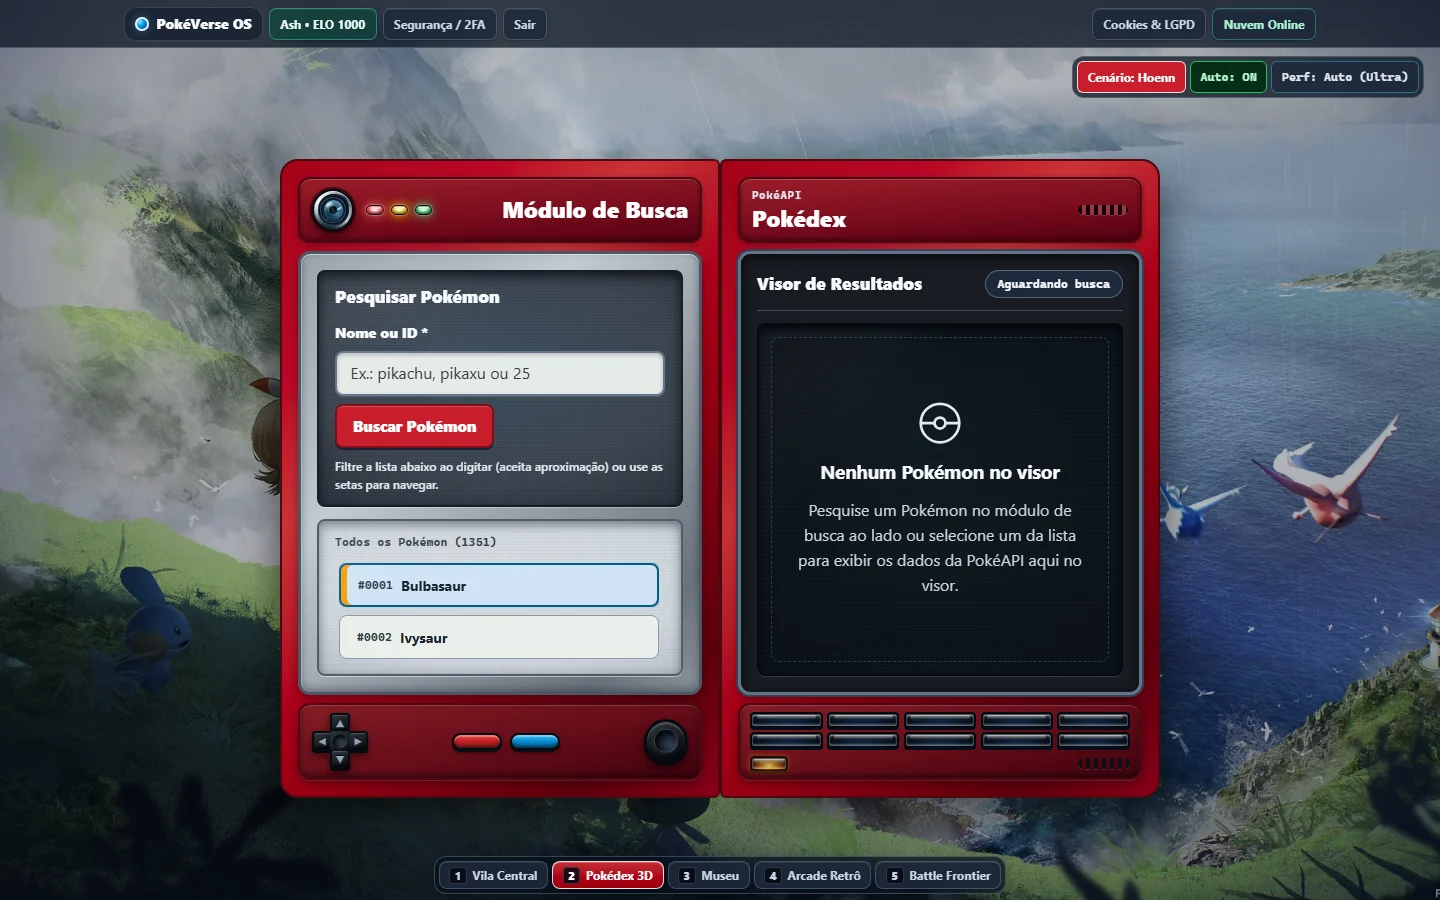 PokéVerse OS
Ash • ELO 1000
Segurança / 2FA
Sair
Cookies & LGPD
Nuvem Online
Cenário: Hoenn
Auto: ON
Perf: Auto (Ultra)
Módulo de Busca
Pesquisar Pokémon
Nome ou ID *
Ex.: pikachu, pikaxu ou 25
Buscar Pokémon
Filtre a lista abaixo ao digitar (aceita aproximação) ou use as
setas para navegar.
Todos os Pokémon (1351)
#0001 Bulbasaur
#0002 Ivysaur
PokéAPI
Pokédex
Visor de Resultados
Aguardando busca
Nenhum Pokémon no visor
Pesquise um Pokémon no módulo de
busca ao lado ou selecione um da lista
para exibir os dados da PokéAPI aqui no
visor.
1 Vila Central
2 Pokédex 3D
3 Museu
4 Arcade Retrô
5 Battle Frontier